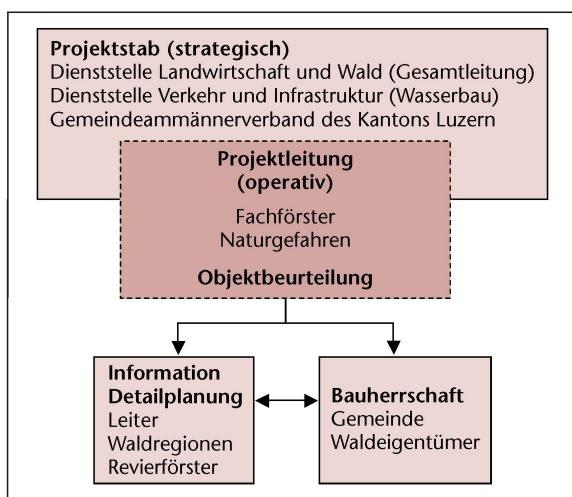 Projektstab (strategisch)
Dienststelle Landwirtschaft und Wald (Gesamtleitung)
Dienststelle Verkehr und Infrastruktur (Wasserbau)
Gemeindeammännerverband des Kantons Luzern
Projektleitung
(operativ)
Fachförster
Naturgefahren
Objektbeurteilung
Information
Detailplanung
Leiter
Waldregionen
Revierförster
Bauherrschaft
Gemeinde
Waldeigentümer